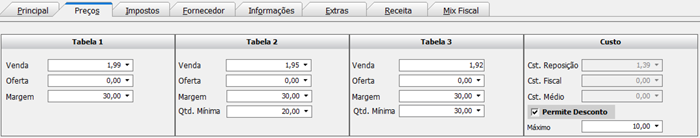 Principal Preços Impostos Fornecedor Informações Extras Receita Mix Fiscal
Tabela 1 Tabela 2 Tabela 3 Custo
Venda 1,99 Venda 1,95 Venda 1,92 Cst. Reposição 1,39
Oferta 0,00 Oferta 0,00 Oferta 0,00 Cst. Fiscal 0,00
Margem 30,00 Margem 30,00 Margem 30,00 Cst. Médio 0,00
Qtd. Mínima 20,00 Qtd. Mínima 30,00 Permite Desconto
Máximo 10,00